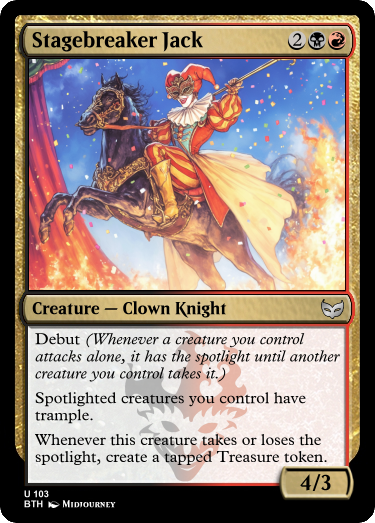 Stagebreaker Jack 2
Creature — Clown Knight
Debut (Whenever a creature you control
attacks alone, it has the spotlight until another
creature you control takes it.)
Spotlighted creatures you control have
trample.
Whenever this creature takes or loses the
spotlight, create a tapped Treasure token.
4/3
U 103
BTH Midjourney